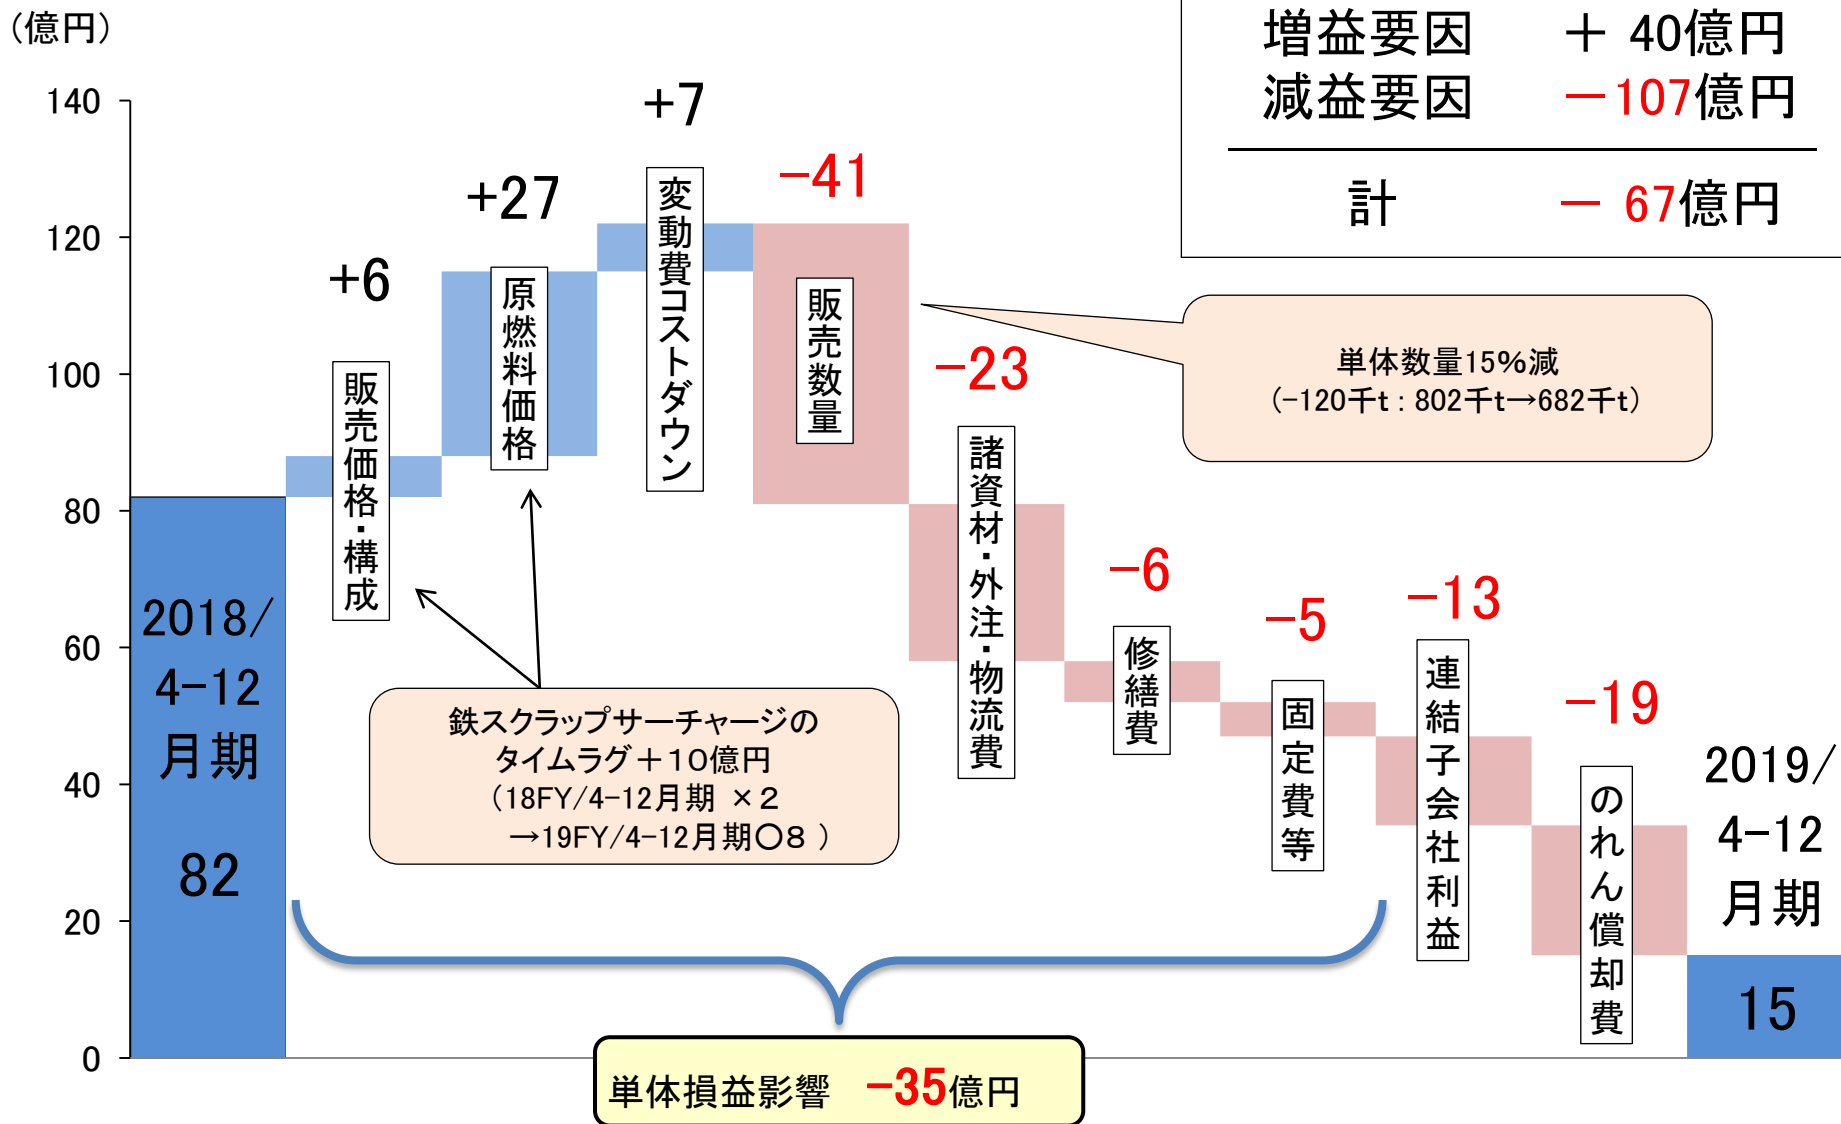 (億円)
増益要因 + 40億円
減益要因 −107億円
計 − 67億円
140
120
100
80
60
40
20
0
+6
+27
+7
−41
−23
−6
−5
−13
−19
2018/
4-12
月期
82
販売価格・構成
原燃料価格
変動費コストダウン
販売数量
諸資材・外注・物流費
修繕費
固定費等
連結子会社利益
のれん償却費
2019/
4-12
月期
15
単体数量15%減
(-120千t:802千t→682千t)
鉄スクラップサーチャージの
タイムラグ+10億円
(18FY/4-12月期 ×2
→19FY/4-12月期〇8 )
単体損益影響 −35億円